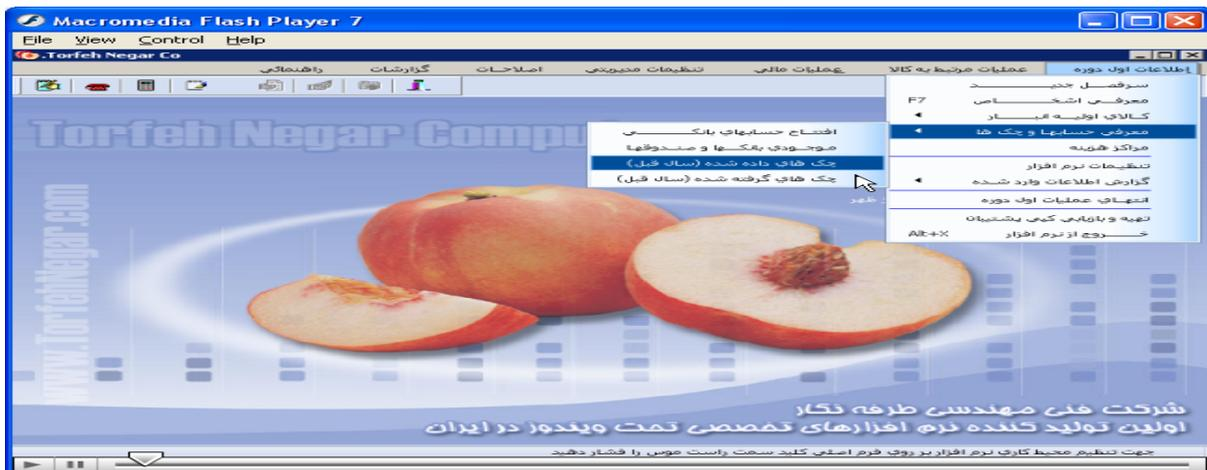 Macromedia Flash Player 7
File View Control Help
.Torfeh Negar Co
اطلاعات اول دوره عملیات مرتبط به کالا عملیات مالی تنظیمات مدیریتی اصلاحات گزارشات راهنمائی
سرفصل جدید
معرفی اشخاص F7
کالای اولیه انبار
معرفی حسابها و چک ها
مراکز هزینه
تنظیمات نرم افزار
گزارش اطلاعات وارد شده
انتهای عملیات اول دوره
تهیه و بازیابی کپی پشتیبان
خروج از نرم افزار Alt+X
افتتاح حسابهای بانکی
موجودی بانکها و صندوقها
چک های داده شده (سال قبل)
چک های گرفته شده (سال قبل)
ظهر
Torfeh Negar Compu
www.TorfehNegar.com
شرکت فنی مهندسی طرفه نگار
اولین تولید کننده نرم افزارهای تخصصی تحت ویندوز در ایران
جهت تنظیم محیط کاری نرم افزار بر روی فرم اصلی کلید سمت راست موس را فشار دهید